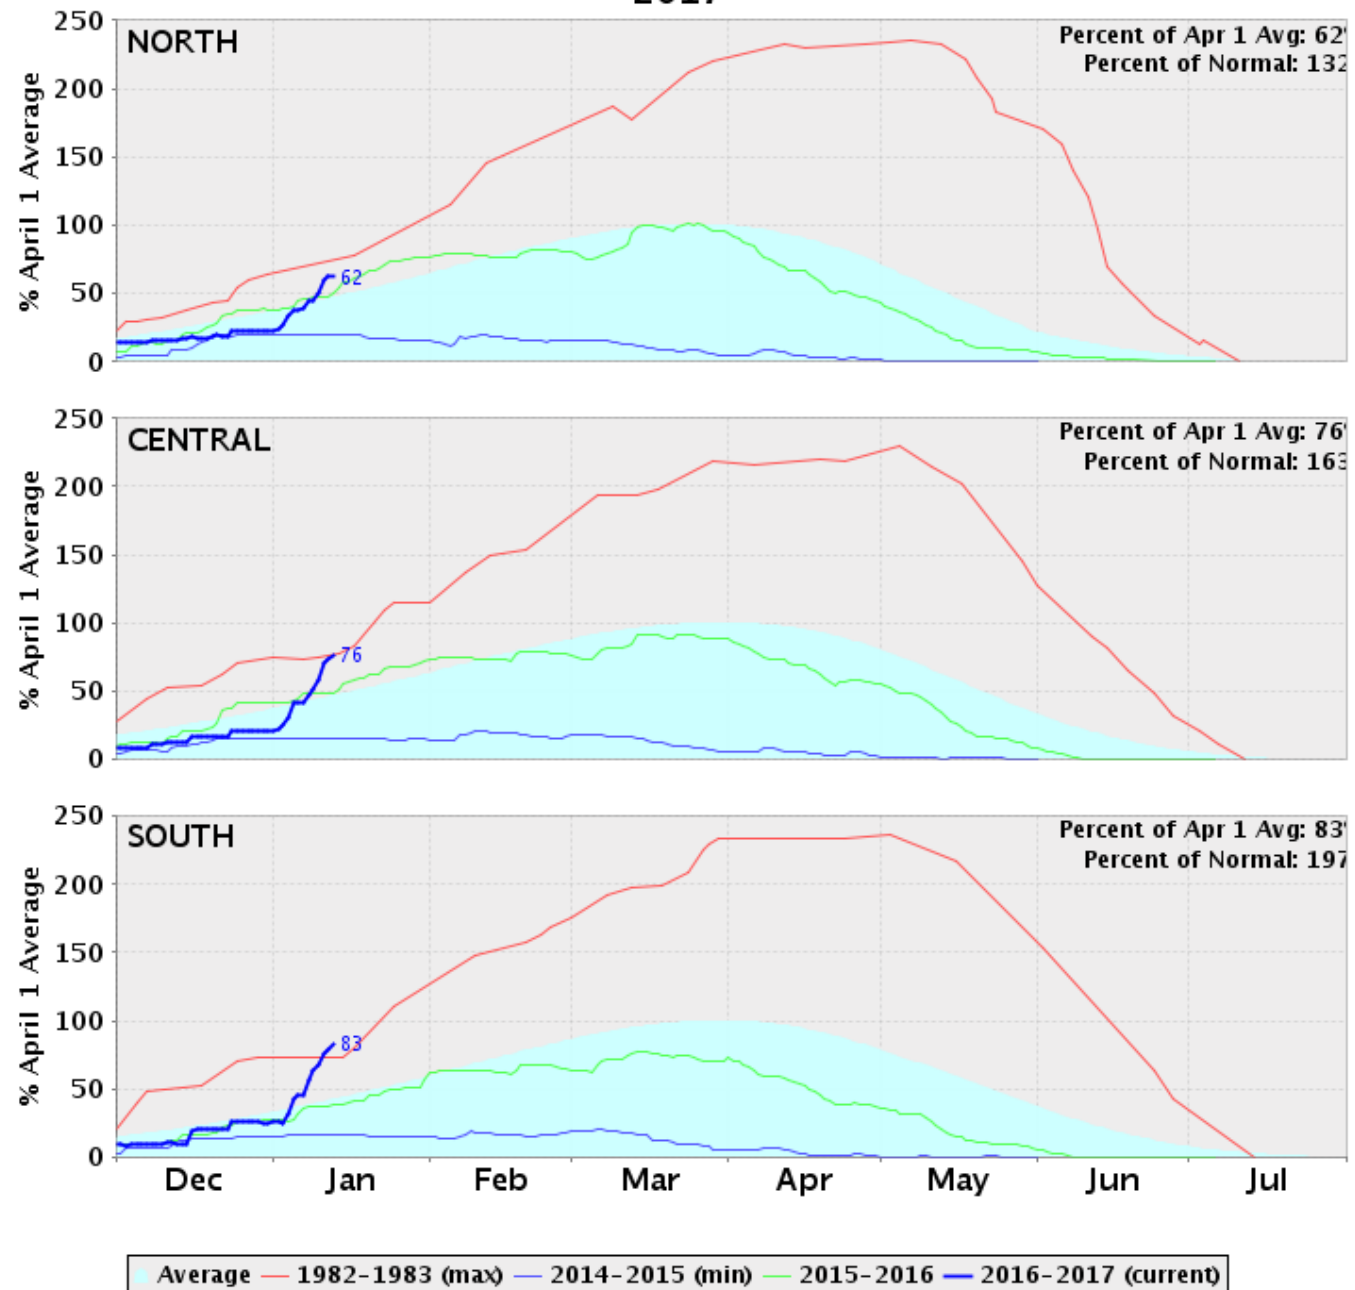 NORTH
Percent of Apr 1 Avg: 62
Percent of Normal: 132
250
200
150
100
50
0
% April 1 Average
62
CENTRAL
Percent of Apr 1 Avg: 76
Percent of Normal: 163
250
200
150
100
50
0
% April 1 Average
76
SOUTH
Percent of Apr 1 Avg: 83
Percent of Normal: 197
250
200
150
100
50
0
% April 1 Average
83
Dec Jan Feb Mar Apr May Jun Jul
Average 1982-1983 (max) 2014-2015 (min) 2015-2016 2016-2017 (current)